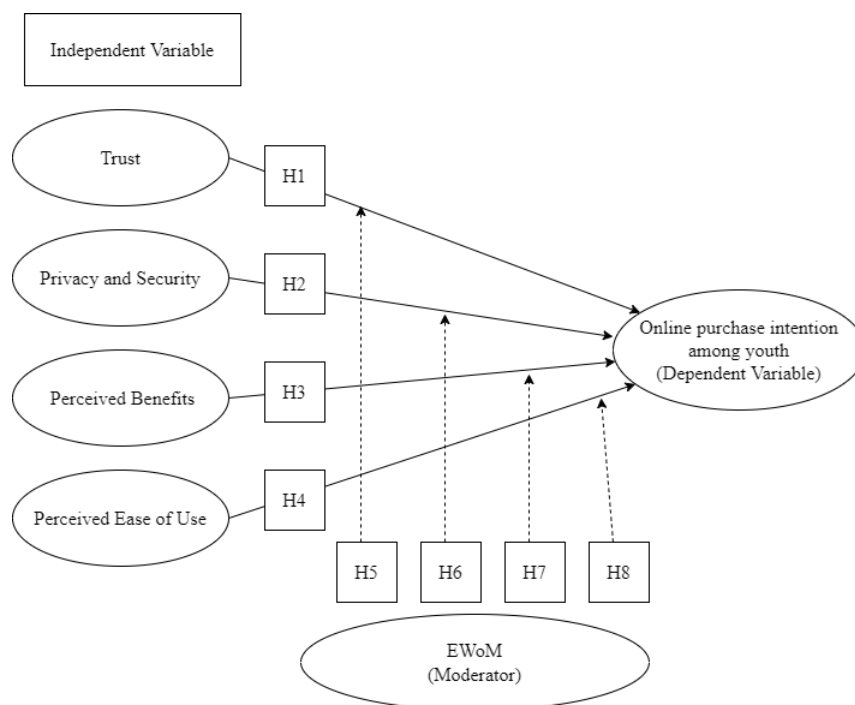 Independent Variable
Trust
H1
Privacy and Security
H2
Online purchase intention
among youth
(Dependent Variable)
Perceived Benefits
H3
Perceived Ease of Use
H4
H5
H6
H7
H8
EWoM
(Moderator)